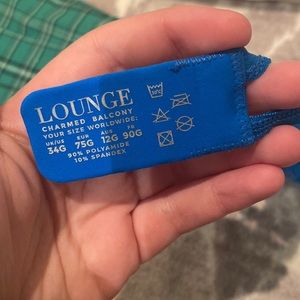 LOUNGE
CHARMED BALCONY
YOUR SIZE WORLDWIDE:
UK/US EUR AUS FR
34G 75G 12G 90G
90% POLYAMIDE
10% SPANDEX